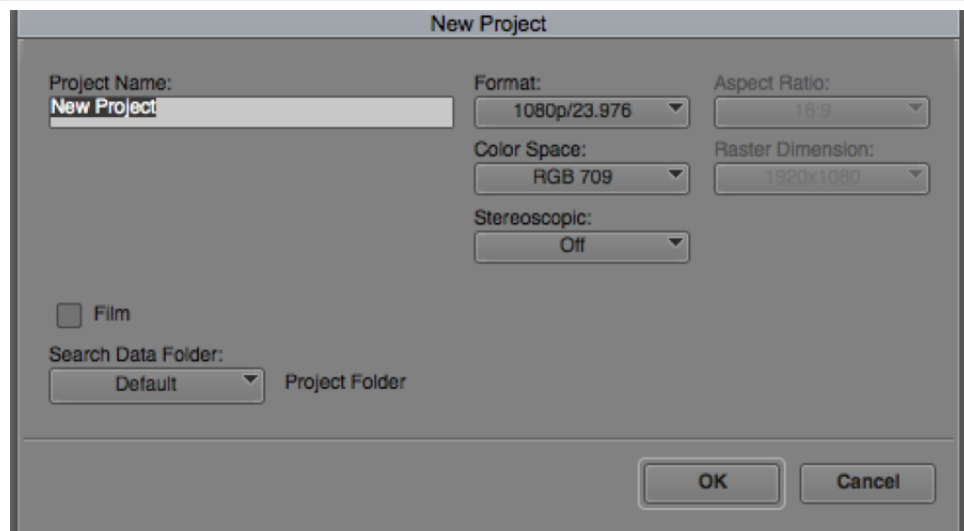 New Project
Project Name:
New Project
Format:
1080p/23.976
Aspect Ratio:
16:9
Color Space:
RGB 709
Raster Dimension:
1920x1080
Stereoscopic:
Off
Film
Search Data Folder:
Default
Project Folder
OK
Cancel